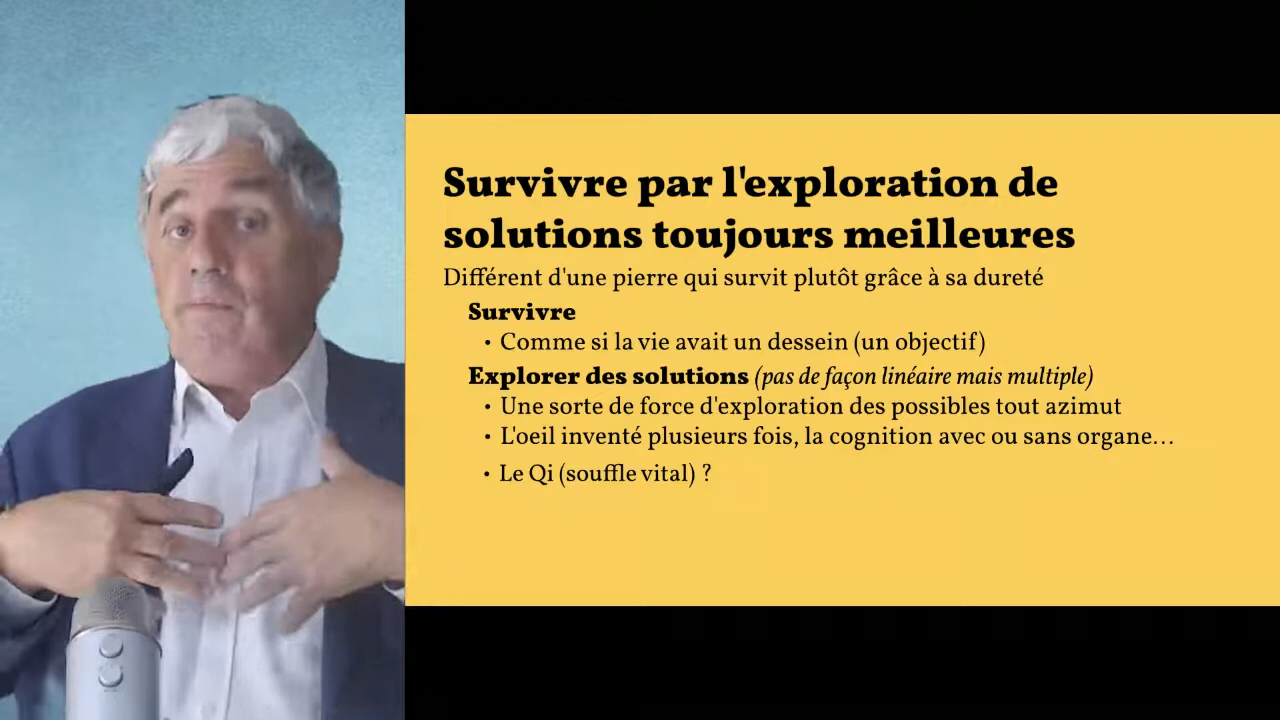 Survivre par l'exploration de
solutions toujours meilleures
Différent d'une pierre qui survit plutôt grâce à sa dureté
Survivre
• Comme si la vie avait un dessein (un objectif)
Explorer des solutions (pas de façon linéaire mais multiple)
• Une sorte de force d'exploration des possibles tout azimut
• L'oeil inventé plusieurs fois, la cognition avec ou sans organe…
• Le Qi (souffle vital) ?